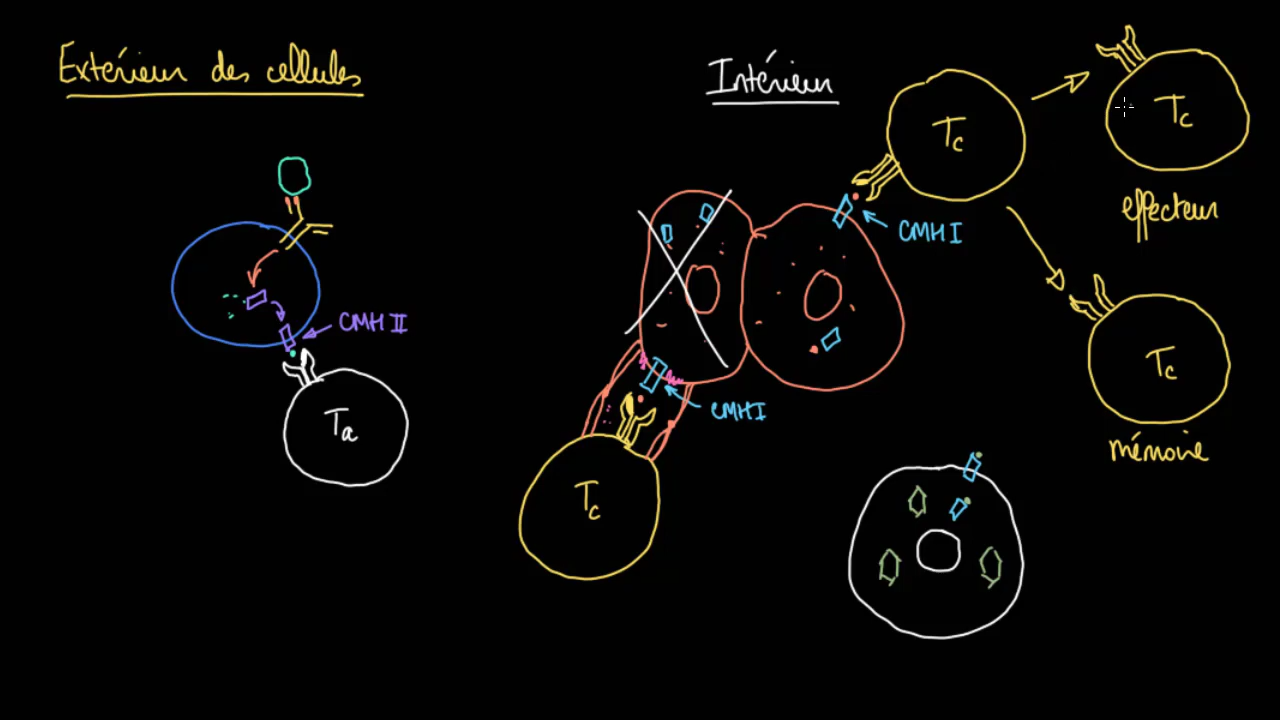 Extérieur des cellules
CMH II
Ta
Intérieur
Tc
CMH I
Tc
effecteur
Tc
mémoire
CMH I
Tc